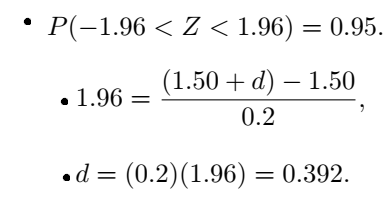 • P(−1.96 < Z < 1.96) = 0.95.
• 1.96 = \frac{(1.50 + d) − 1.50}{0.2},
• d = (0.2)(1.96) = 0.392.